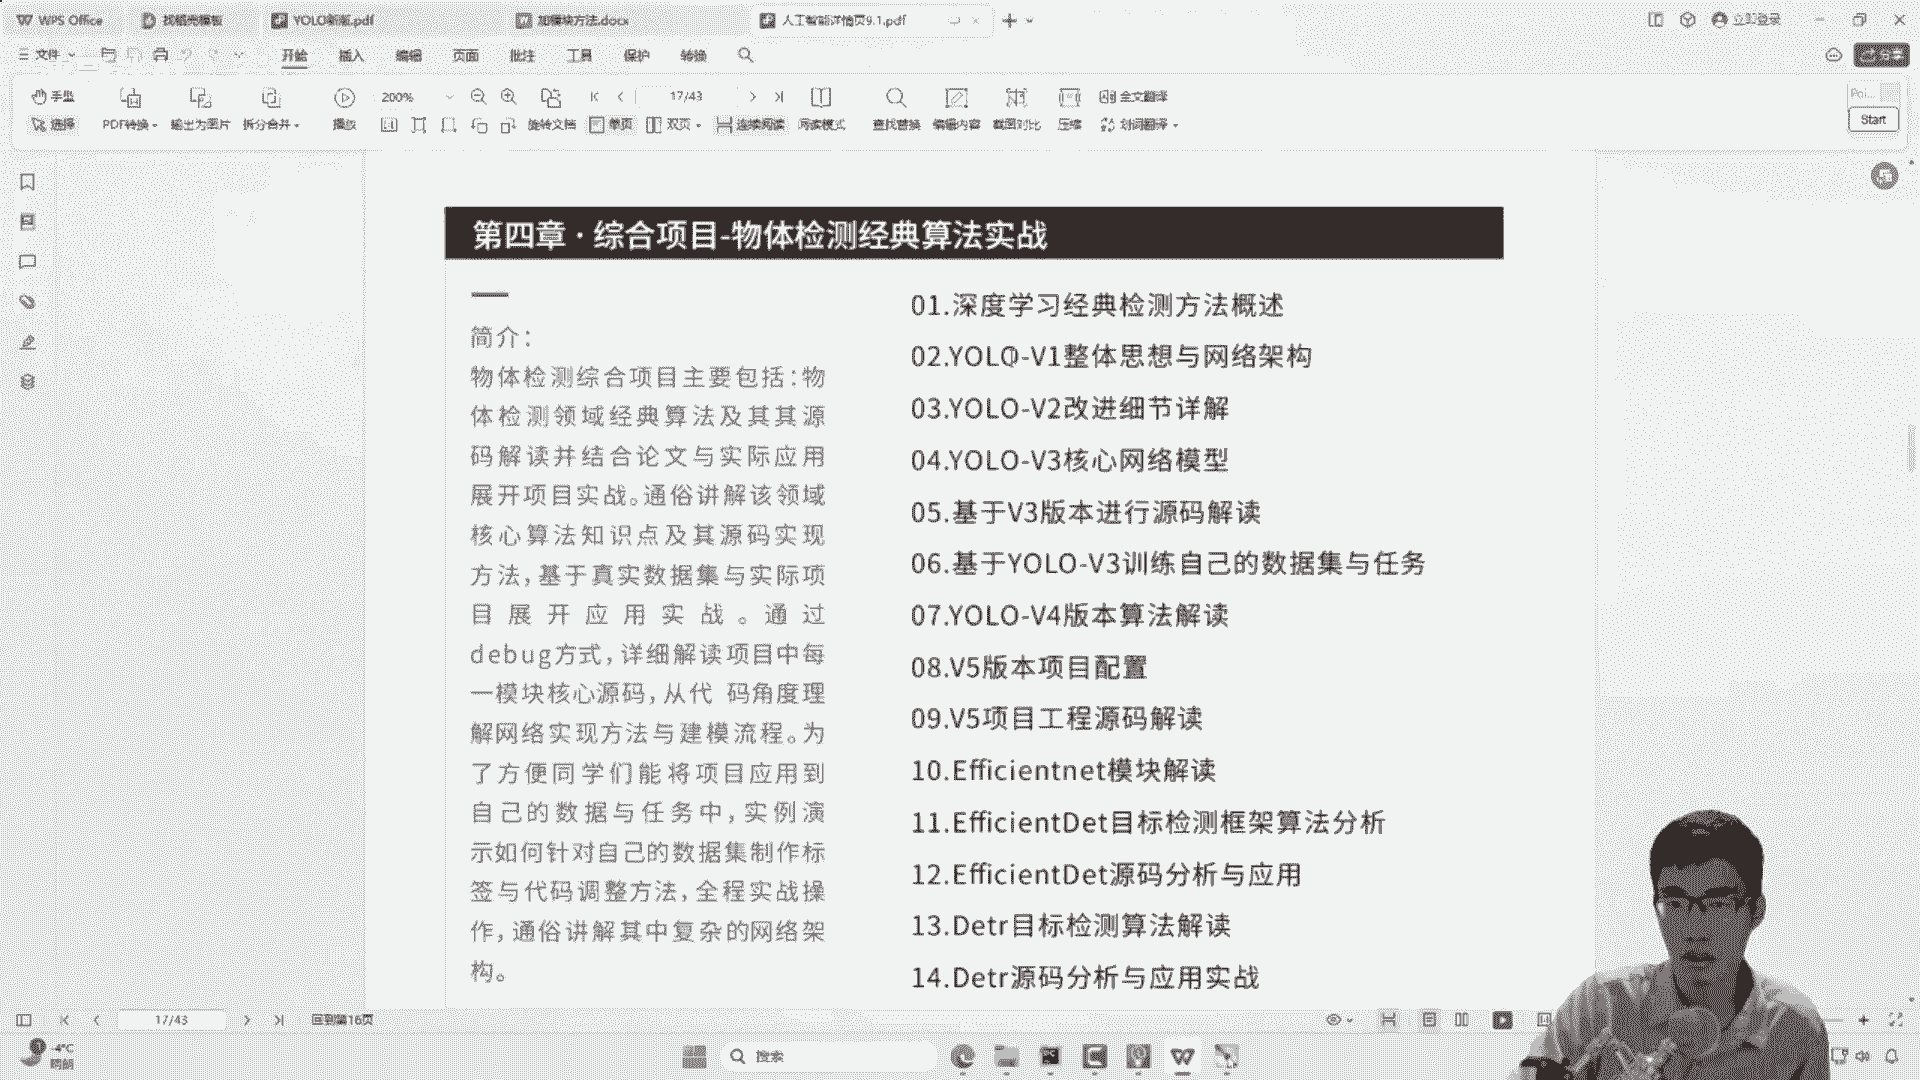 WPS Office
找稻壳模板
YOLO新版.pdf
加模块方法.docx
人工智能详情页9.1.pdf
立即登录
文件
开始
插入
编辑
页面
批注
工具
保护
转换
分享
手型
选择
PDF转换
输出为图片
拆分合并
播放
200%
旋转文档
17/43
单页
双页
连续阅读
阅读模式
查找替换
编辑内容
截图对比
压缩
全文翻译
划词翻译
Start
第四章·综合项目-物体检测经典算法实战
简介：
物体检测综合项目主要包括：物
体检测领域经典算法及其其源
码解读并结合论文与实际应用
展开项目实战。通俗讲解该领域
核心算法知识点及其源码实现
方法，基于真实数据集与实际项
目展开应用实战。通过
debug方式，详细解读项目中每
一模块核心源码，从代 码角度理
解网络实现方法与建模流程。为
了方便同学们能将项目应用到
自己的数据与任务中，实例演
示如何针对自己的数据集制作标
签与代码调整方法，全程实战操
作，通俗讲解其中复杂的网络架
构。
01.深度学习经典检测方法概述
02.YOLO-V1整体思想与网络架构
03.YOLO-V2改进细节详解
04.YOLO-V3核心网络模型
05.基于V3版本进行源码解读
06.基于YOLO-V3训练自己的数据集与任务
07.YOLO-V4版本算法解读
08.V5版本项目配置
09.V5项目工程源码解读
10.Efficientnet模块解读
11.EfficientDet目标检测框架算法分析
12.EfficientDet源码分析与应用
13.Detr目标检测算法解读
14.Detr源码分析与应用实战
17/43
回到第16页
-4°C
晴朗
搜索